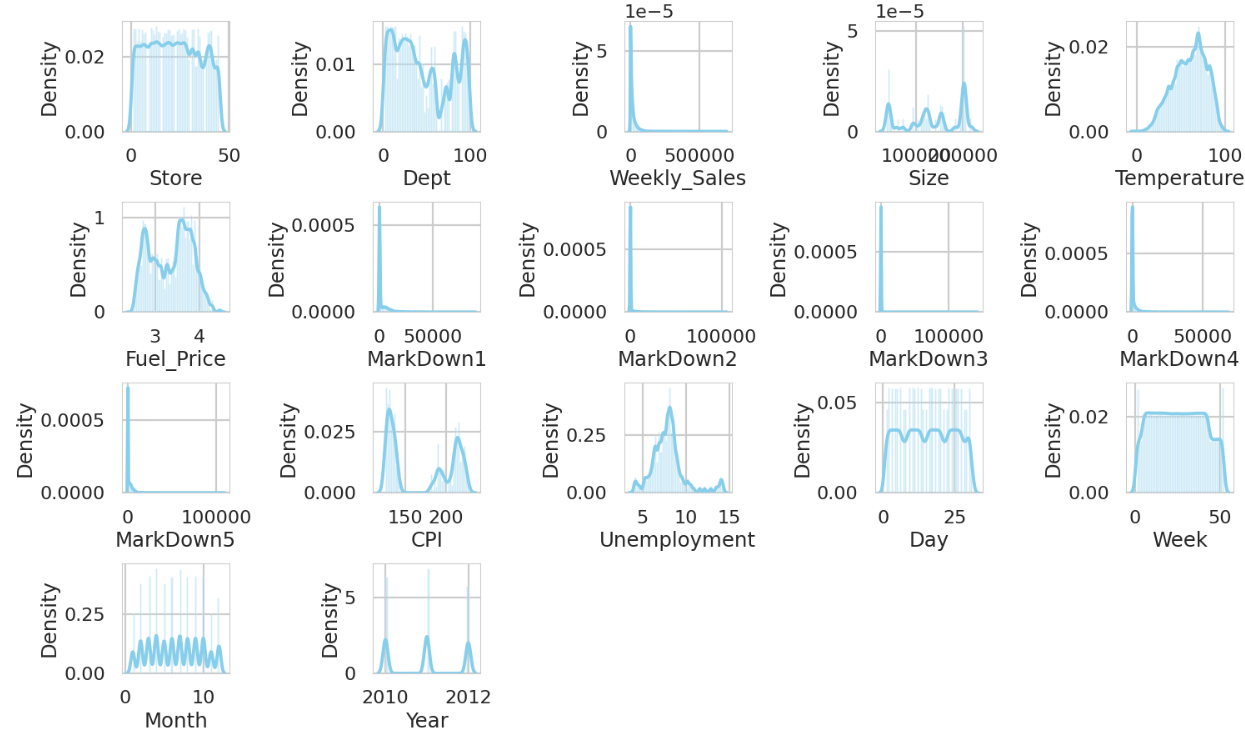 Density
0.02
0.00
0
50
Store
Density
0.01
0.00
0
100
Dept
1e−5
Density
5
0
0
500000
Weekly_Sales
1e−5
Density
5
0
100000
200000
Size
Density
0.02
0.00
0
100
Temperature
Density
1
0
3
4
Fuel_Price
Density
0.0005
0.0000
0
50000
MarkDown1
Density
0.0005
0.0000
0
100000
MarkDown2
Density
0.0005
0.0000
0
100000
MarkDown3
Density
0.0005
0.0000
0
50000
MarkDown4
Density
0.0005
0.0000
0
100000
MarkDown5
Density
0.025
0.000
150
200
CPI
Density
0.25
0.00
5
10
15
Unemployment
Density
0.05
0.00
0
25
Day
Density
0.02
0.00
0
50
Week
Density
0.25
0.00
0
10
Month
Density
5
0
2010
2012
Year